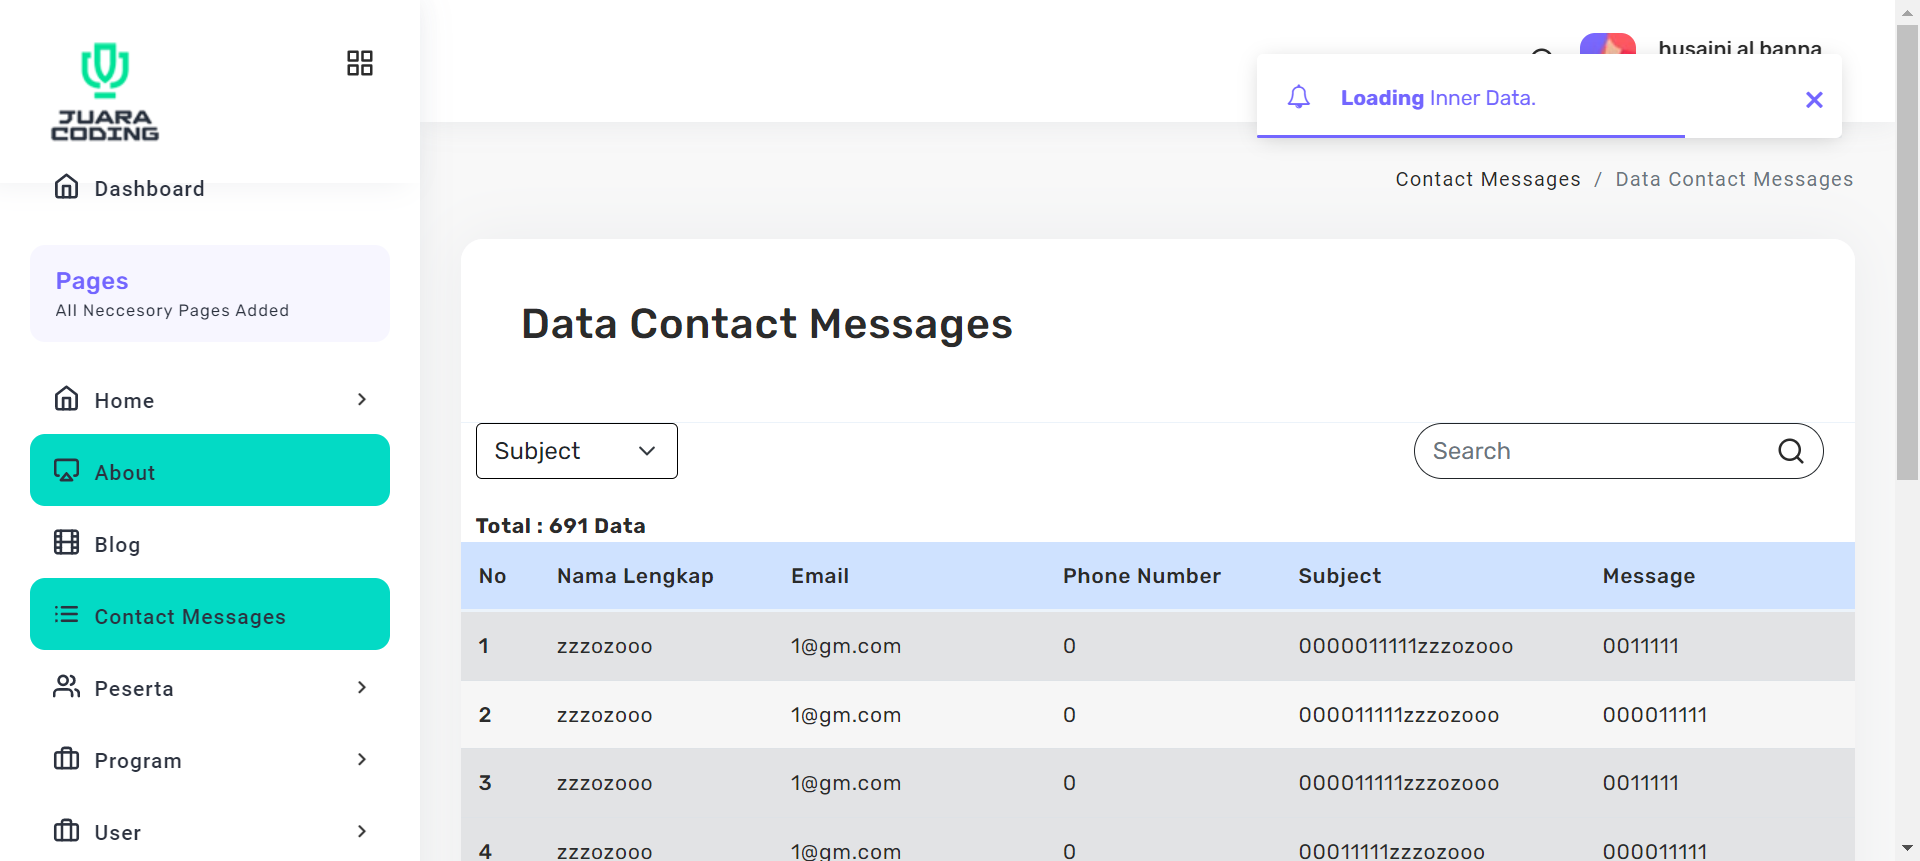 JUARA
CODING
Dashboard
Pages
All Neccesory Pages Added
Home
About
Blog
Contact Messages
Peserta
Program
User
husaini al banna
Loading Inner Data.
Contact Messages / Data Contact Messages
Data Contact Messages
Subject
Search
Total : 691 Data
No Nama Lengkap Email Phone Number Subject Message
1 zzzozooo 1@gm.com 0 0000011111zzzozooo 0011111
2 zzzozooo 1@gm.com 0 000011111zzzozooo 000011111
3 zzzozooo 1@gm.com 0 000011111zzzozooo 0011111
4 zzzozooo 1@gm.com 0 00011111zzzozooo 000011111